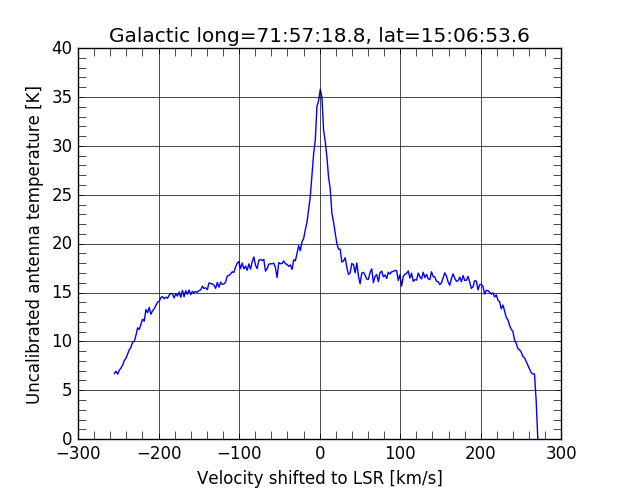 Galactic long=71:57:18.8, lat=15:06:53.6
Uncalibrated antenna temperature [K]
40
35
30
25
20
15
10
5
0
−300 −200 −100 0 100 200 300
Velocity shifted to LSR [km/s]